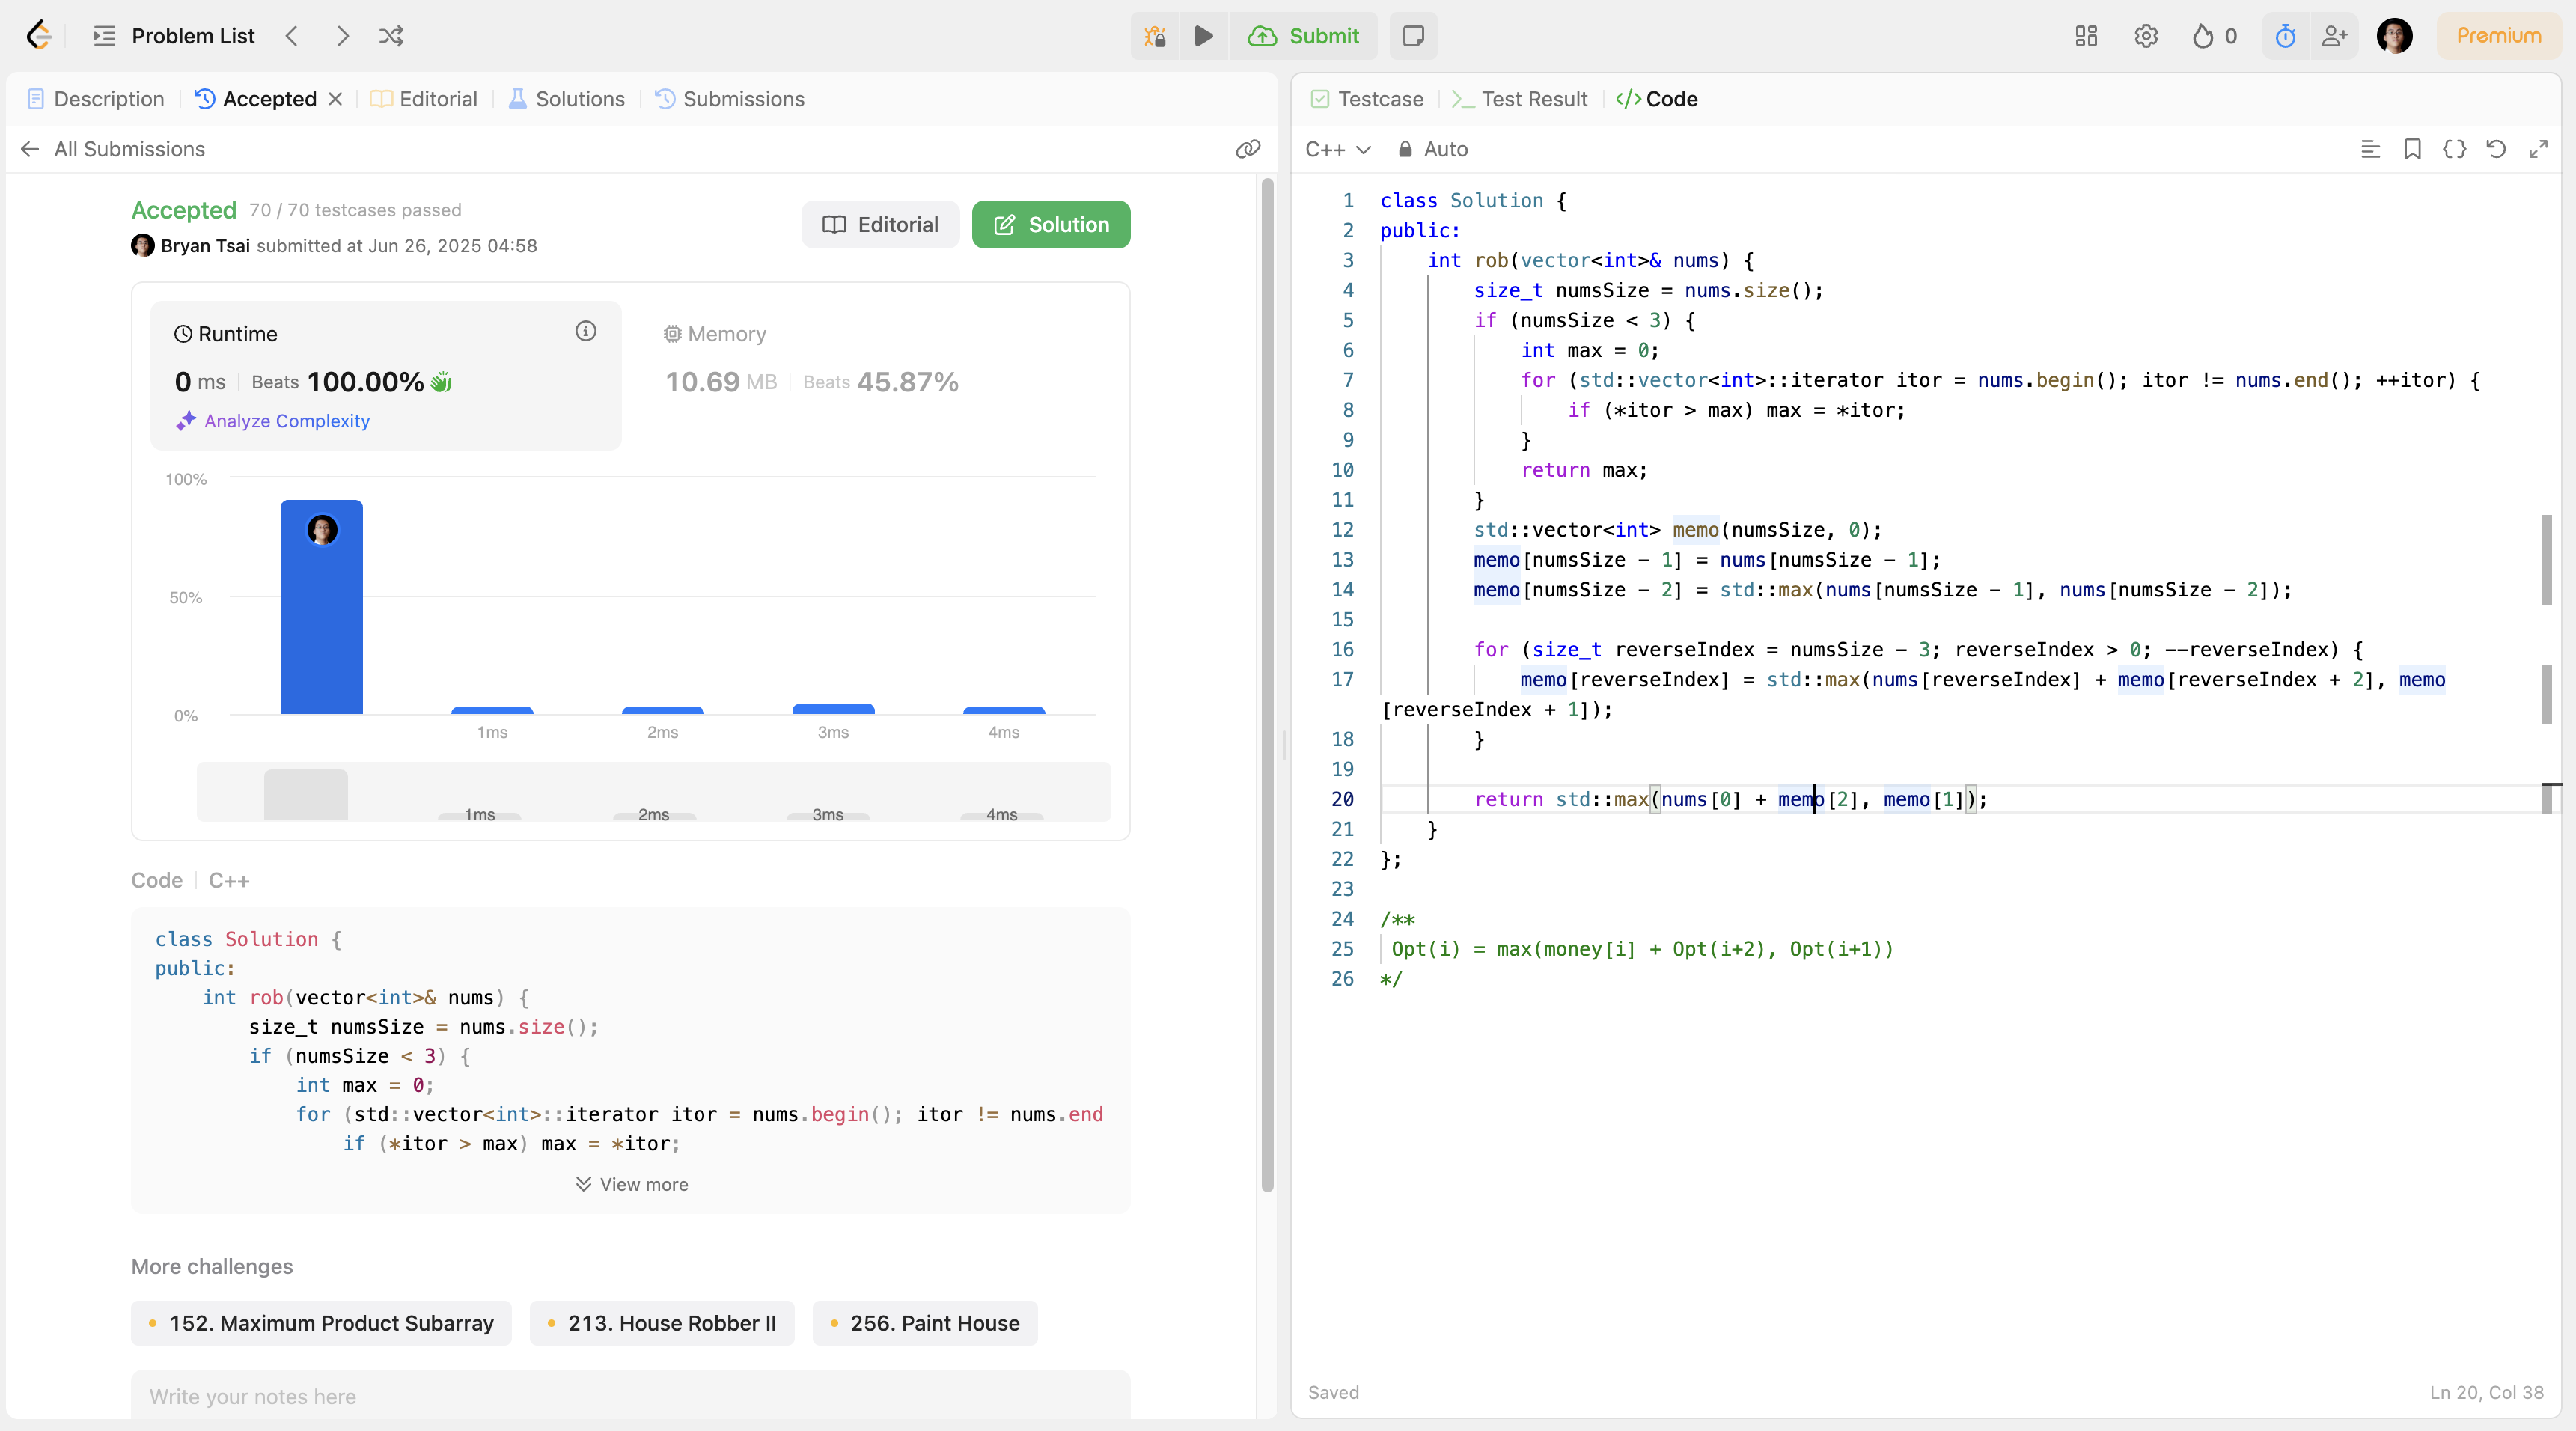 Problem List
Submit
0
Premium
Description
Accepted
Editorial
Solutions
Submissions
All Submissions
Accepted 70 / 70 testcases passed
Bryan Tsai submitted at Jun 26, 2025 04:58
Editorial
Solution
Runtime
0 ms Beats 100.00%
Analyze Complexity
Memory
10.69 MB Beats 45.87%
100%
50%
0%
1ms
2ms
3ms
4ms
1ms
2ms
3ms
4ms
Code C++
class Solution {
public:
    int rob(vector<int>& nums) {
        size_t numsSize = nums.size();
        if (numsSize < 3) {
            int max = 0;
            for (std::vector<int>::iterator itor = nums.begin(); itor != nums.end
                if (*itor > max) max = *itor;
View more
More challenges
152. Maximum Product Subarray
213. House Robber II
256. Paint House
Write your notes here
Testcase
Test Result
</> Code
C++
Auto
1 class Solution {
2 public:
3     int rob(vector<int>& nums) {
4         size_t numsSize = nums.size();
5         if (numsSize < 3) {
6             int max = 0;
7             for (std::vector<int>::iterator itor = nums.begin(); itor != nums.end(); ++itor) {
8                 if (*itor > max) max = *itor;
9             }
10             return max;
11         }
12         std::vector<int> memo(numsSize, 0);
13         memo[numsSize - 1] = nums[numsSize - 1];
14         memo[numsSize - 2] = std::max(nums[numsSize - 1], nums[numsSize - 2]);
15
16         for (size_t reverseIndex = numsSize - 3; reverseIndex > 0; --reverseIndex) {
17             memo[reverseIndex] = std::max(nums[reverseIndex] + memo[reverseIndex + 2], memo
[reverseIndex + 1]);
18         }
19
20         return std::max(nums[0] + memo[2], memo[1]);
21     }
22 };
23
24 /**
25  Opt(i) = max(money[i] + Opt(i+2), Opt(i+1))
26 */
Saved
Ln 20, Col 38